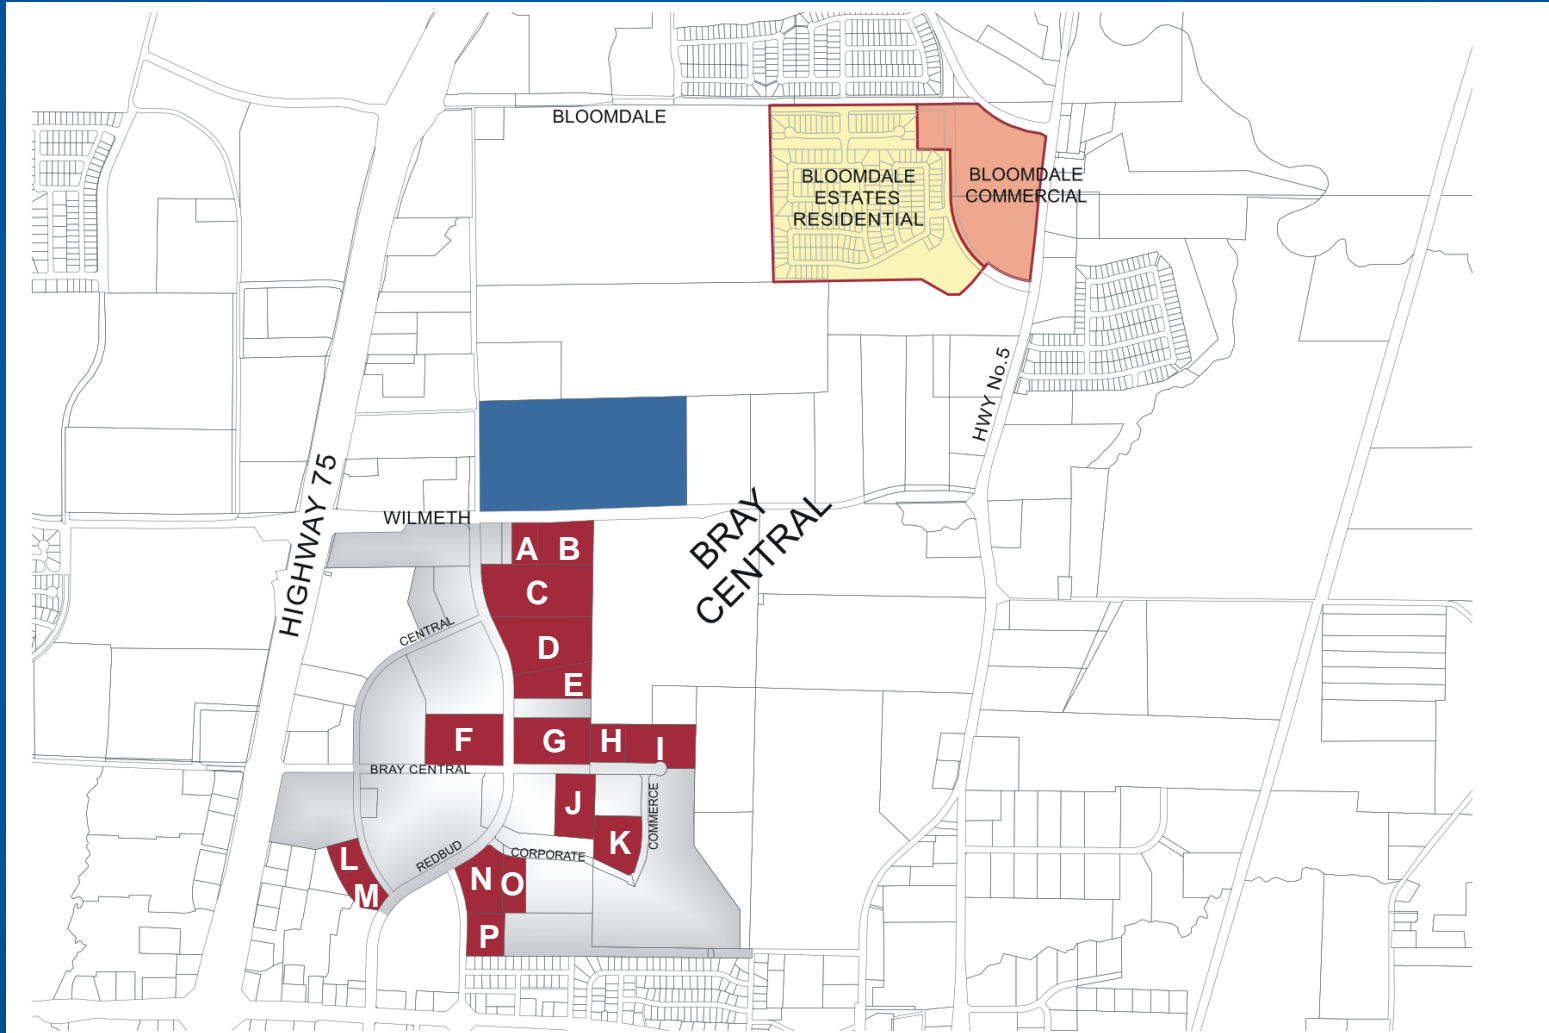 BLOOMDALE
BLOOMDALE
ESTATES
RESIDENTIAL
BLOOMDALE
COMMERCIAL
HWY No.5
HIGHWAY 75
WILMETH
BRAY
CENTRAL
A
B
C
CENTRAL
D
E
F
G
H
I
BRAY CENTRAL
J
COMMERCE
K
L
REDBUD
CORPORATE
M
N
O
P